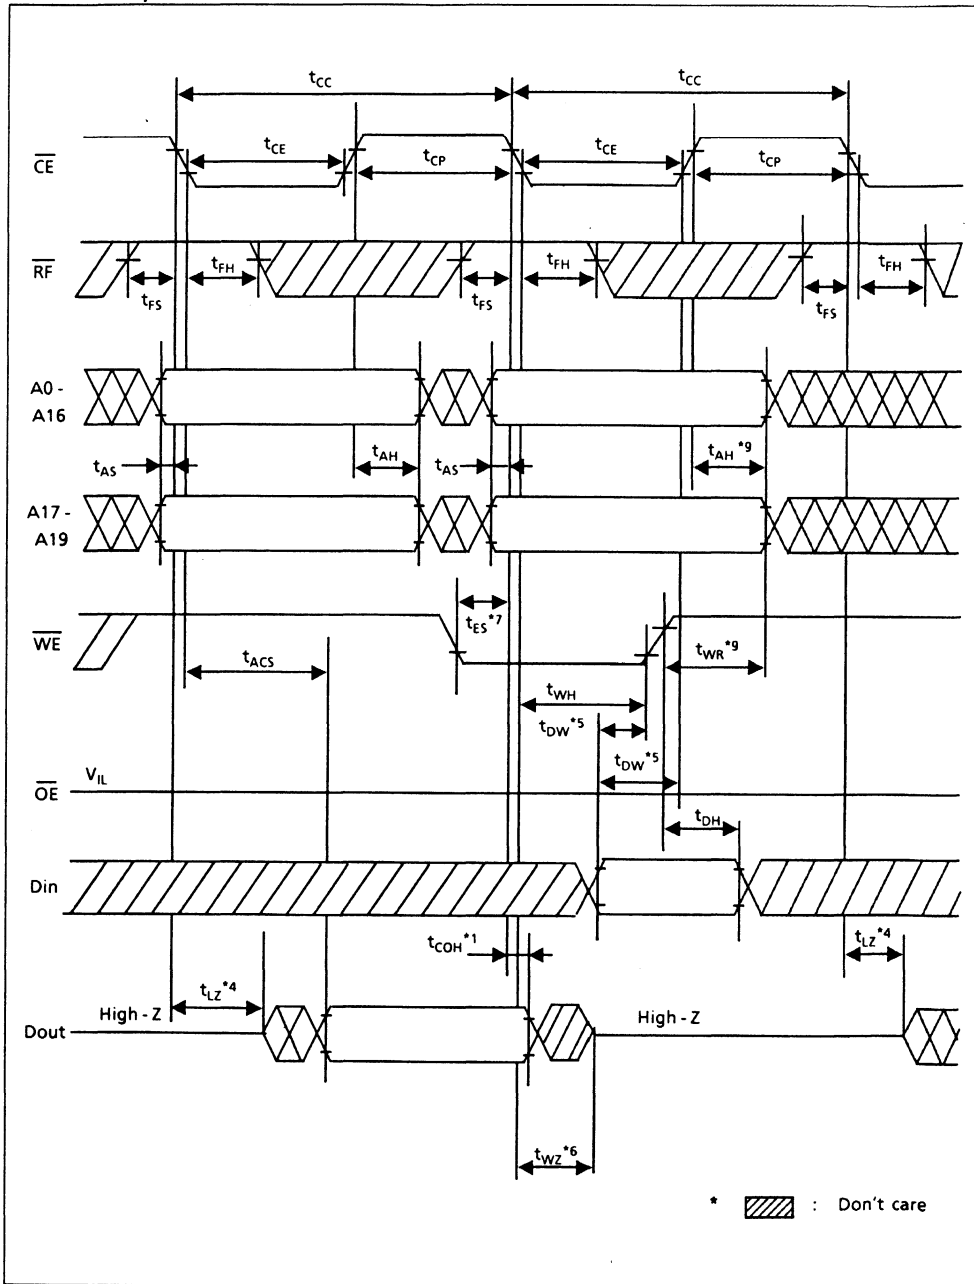 tCC tCC
CE tCE tCP tCE tCP
RF tFS tFH tFS tFH tFS tFH
A0 -
A16
tAS tAH tAS tAH*9
A17 -
A19
WE tES*7 tWR*9
tACS
tWH
tDW*5
tDW*5
OE VIL
tDH
Din
tCOH*1 tLZ*4
tLZ*4
Dout High - Z High - Z
tWZ*6
* : Don't care